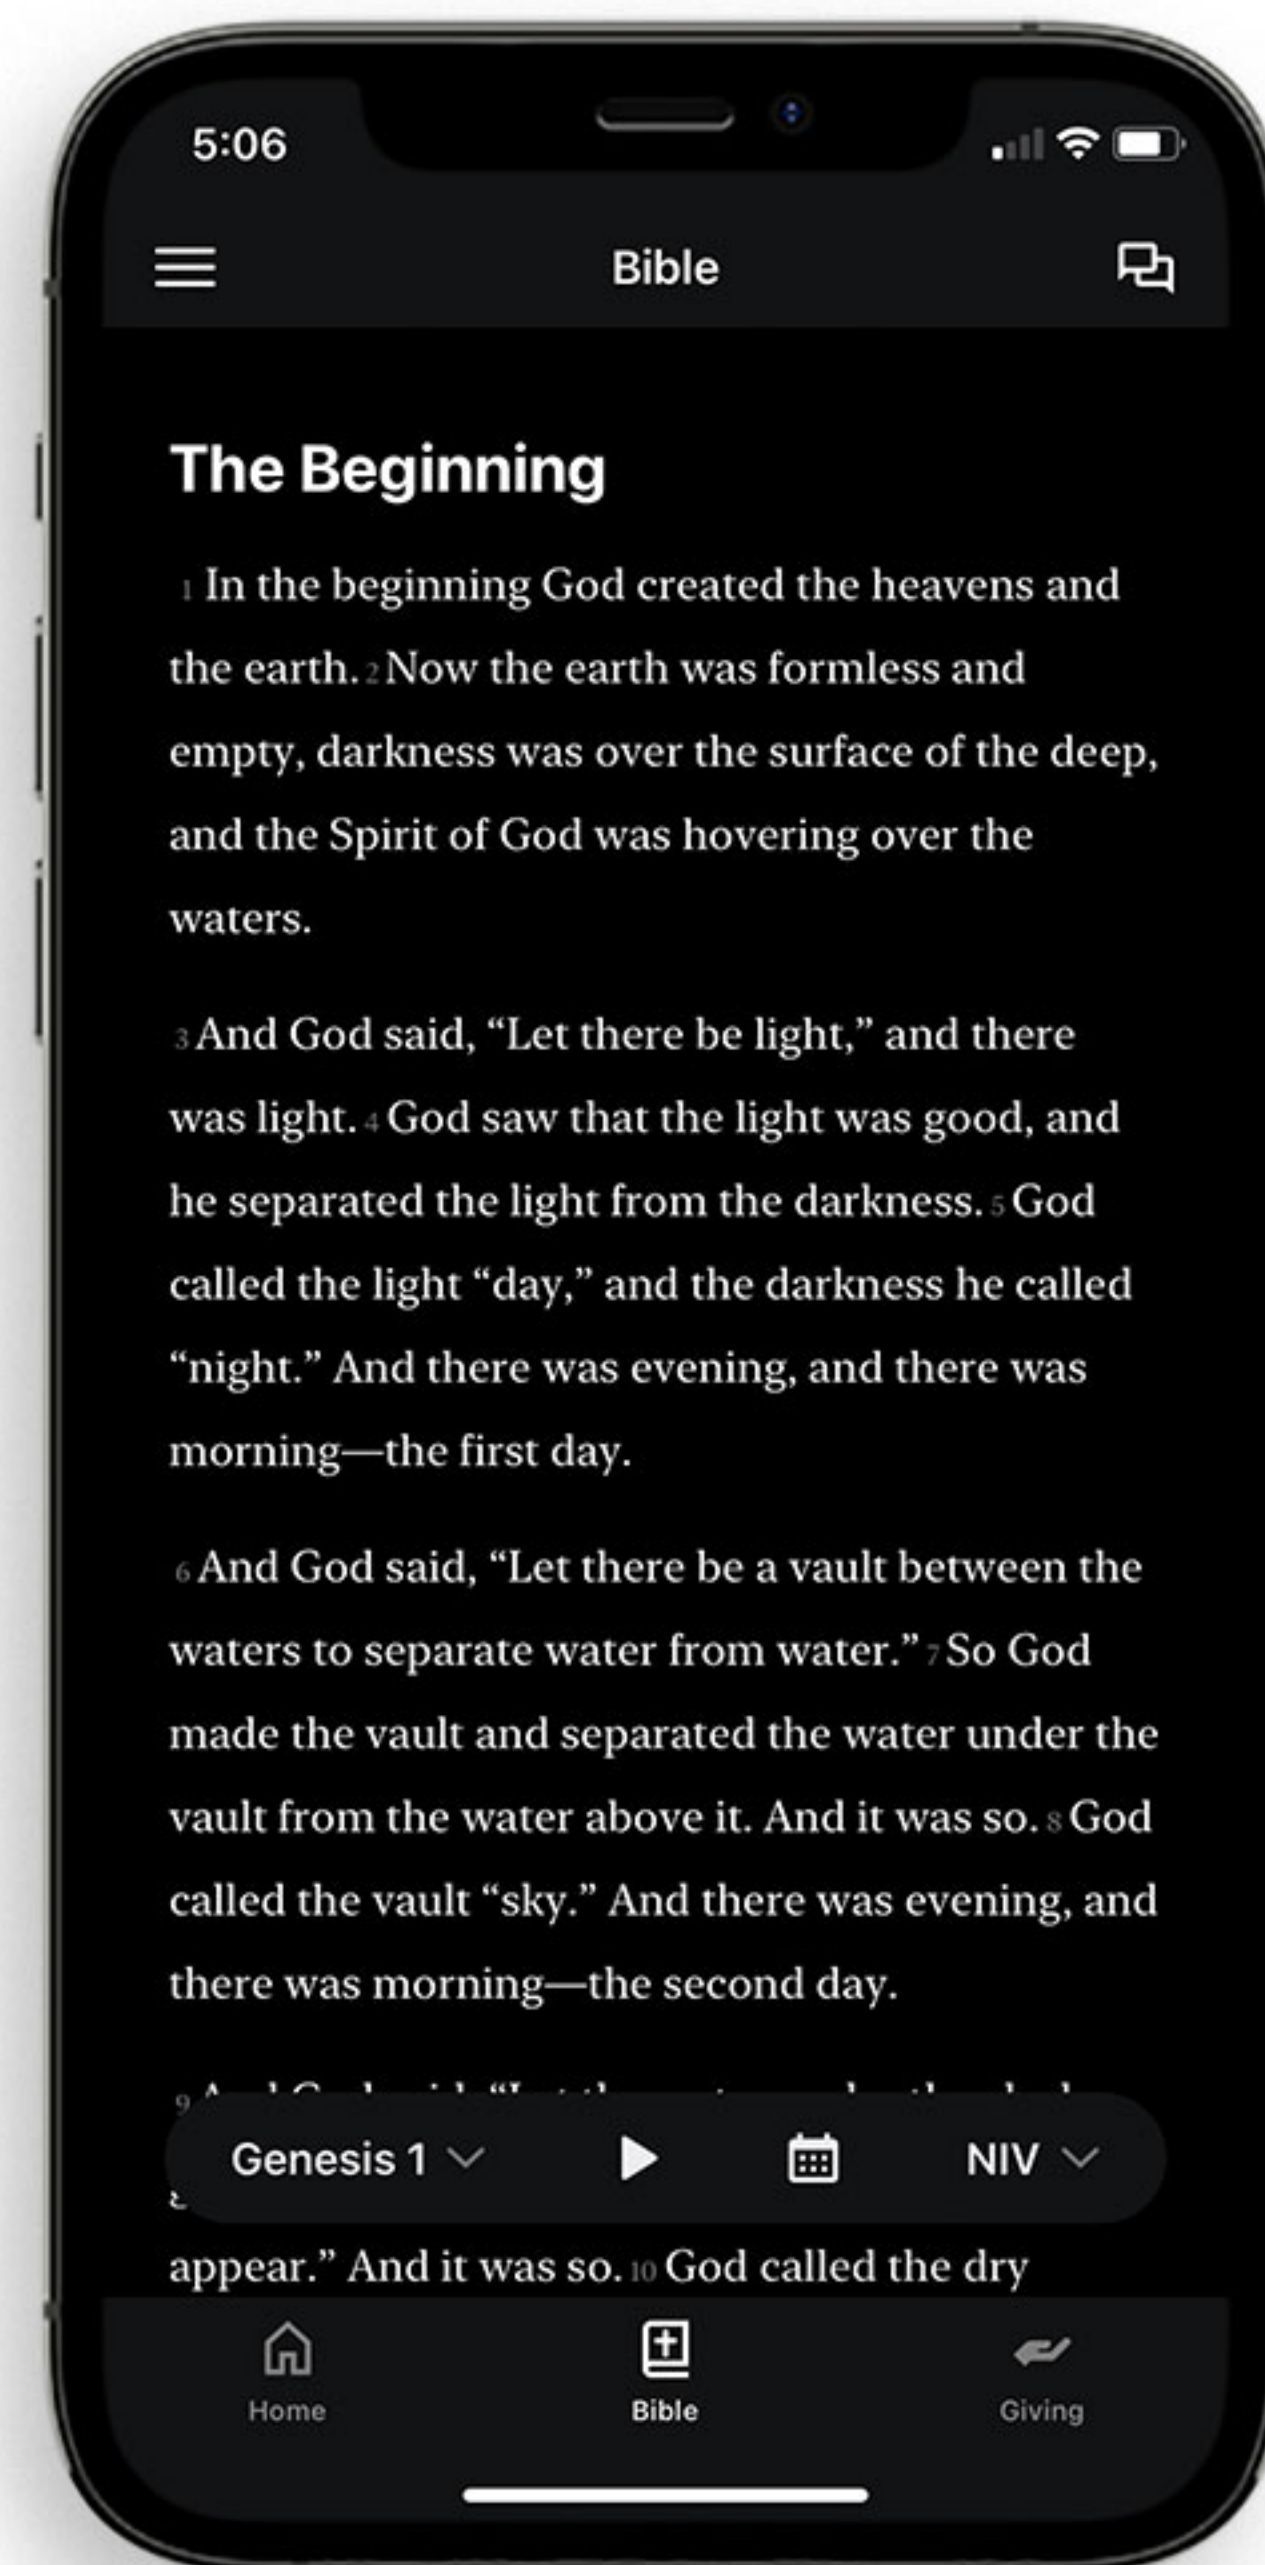 5:06
Bible
The Beginning
1 In the beginning God created the heavens and
the earth. 2 Now the earth was formless and
empty, darkness was over the surface of the deep,
and the Spirit of God was hovering over the
waters.
3 And God said, “Let there be light,” and there
was light. 4 God saw that the light was good, and
he separated the light from the darkness. 5 God
called the light “day,” and the darkness he called
“night.” And there was evening, and there was
morning—the first day.
6 And God said, “Let there be a vault between the
waters to separate water from water.” 7 So God
made the vault and separated the water under the
vault from the water above it. And it was so. 8 God
called the vault “sky.” And there was evening, and
there was morning—the second day.
9
Genesis 1 NIV
appear.” And it was so. 10 God called the dry
Home Bible Giving